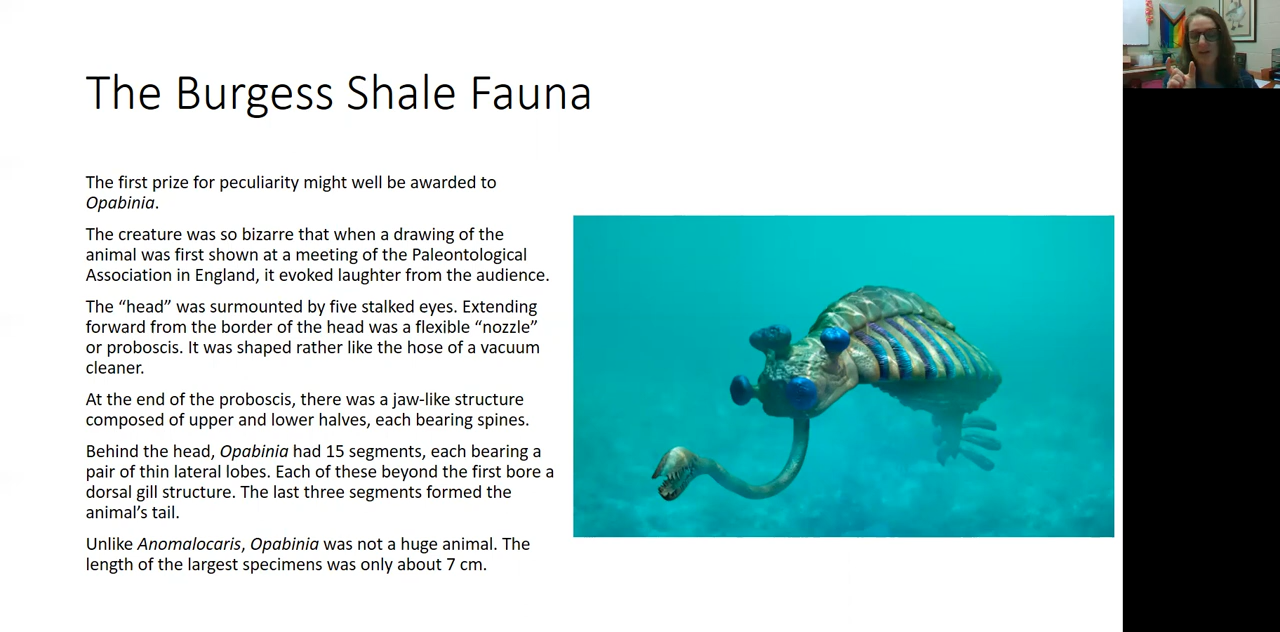 The Burgess Shale Fauna
The first prize for peculiarity might well be awarded to
Opabinia.
The creature was so bizarre that when a drawing of the
animal was first shown at a meeting of the Paleontological
Association in England, it evoked laughter from the audience.
The “head” was surmounted by five stalked eyes. Extending
forward from the border of the head was a flexible “nozzle”
or proboscis. It was shaped rather like the hose of a vacuum
cleaner.
At the end of the proboscis, there was a jaw-like structure
composed of upper and lower halves, each bearing spines.
Behind the head, Opabinia had 15 segments, each bearing a
pair of thin lateral lobes. Each of these beyond the first bore a
dorsal gill structure. The last three segments formed the
animal’s tail.
Unlike Anomalocaris, Opabinia was not a huge animal. The
length of the largest specimens was only about 7 cm.